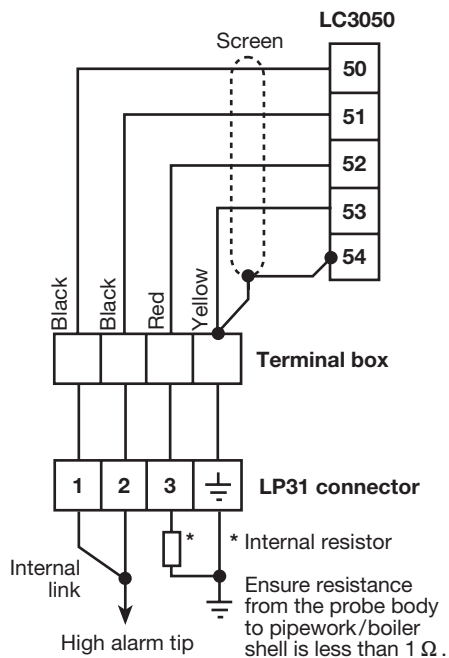 LC3050
Screen
50
51
52
53
54
Black
Black
Red
Yellow
Terminal box
1
2
3
LP31 connector
*
* Internal resistor
Internal
link
Ensure resistance
from the probe body
to pipework/boiler
shell is less than 1 Ω .
High alarm tip